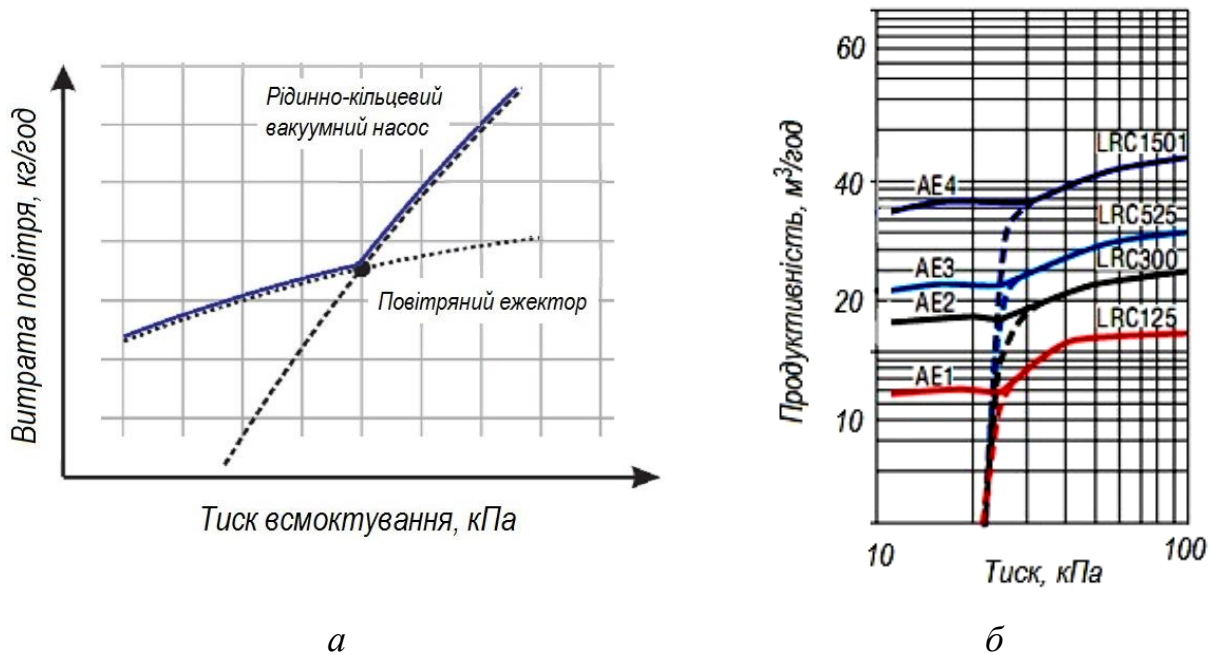 Рідинно-кільцевий
вакуумний насос
Повітряний ежектор
Витрата повітря, кг/год
Тиск всмоктування, кПа
а
60
40
20
10
Продуктивність, м³/год
AE4
AE3
AE2
AE1
LRC1501
LRC525
LRC300
LRC125
10
100
Тиск, кПа
б